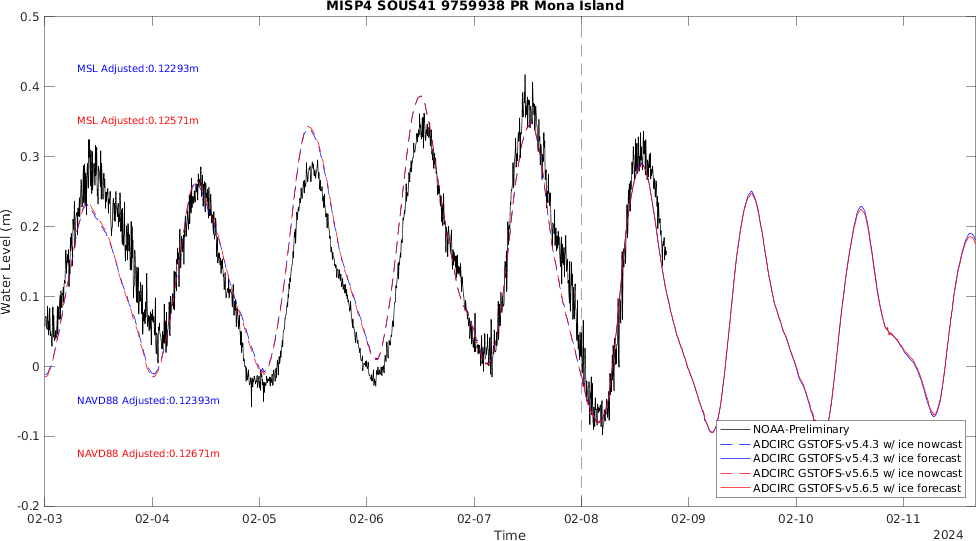 MISP4 SOUS41 9759938 PR Mona Island
0.5
0.4
0.3
0.2
0.1
0
-0.1
-0.2
Water Level (m)
MSL Adjusted:0.12293m
MSL Adjusted:0.12571m
NAVD88 Adjusted:0.12393m
NAVD88 Adjusted:0.12671m
NOAA-Preliminary
ADCIRC GSTOFS-v5.4.3 w/ ice nowcast
ADCIRC GSTOFS-v5.4.3 w/ ice forecast
ADCIRC GSTOFS-v5.6.5 w/ ice nowcast
ADCIRC GSTOFS-v5.6.5 w/ ice forecast
02-03 02-04 02-05 02-06 02-07 02-08 02-09 02-10 02-11
Time
2024